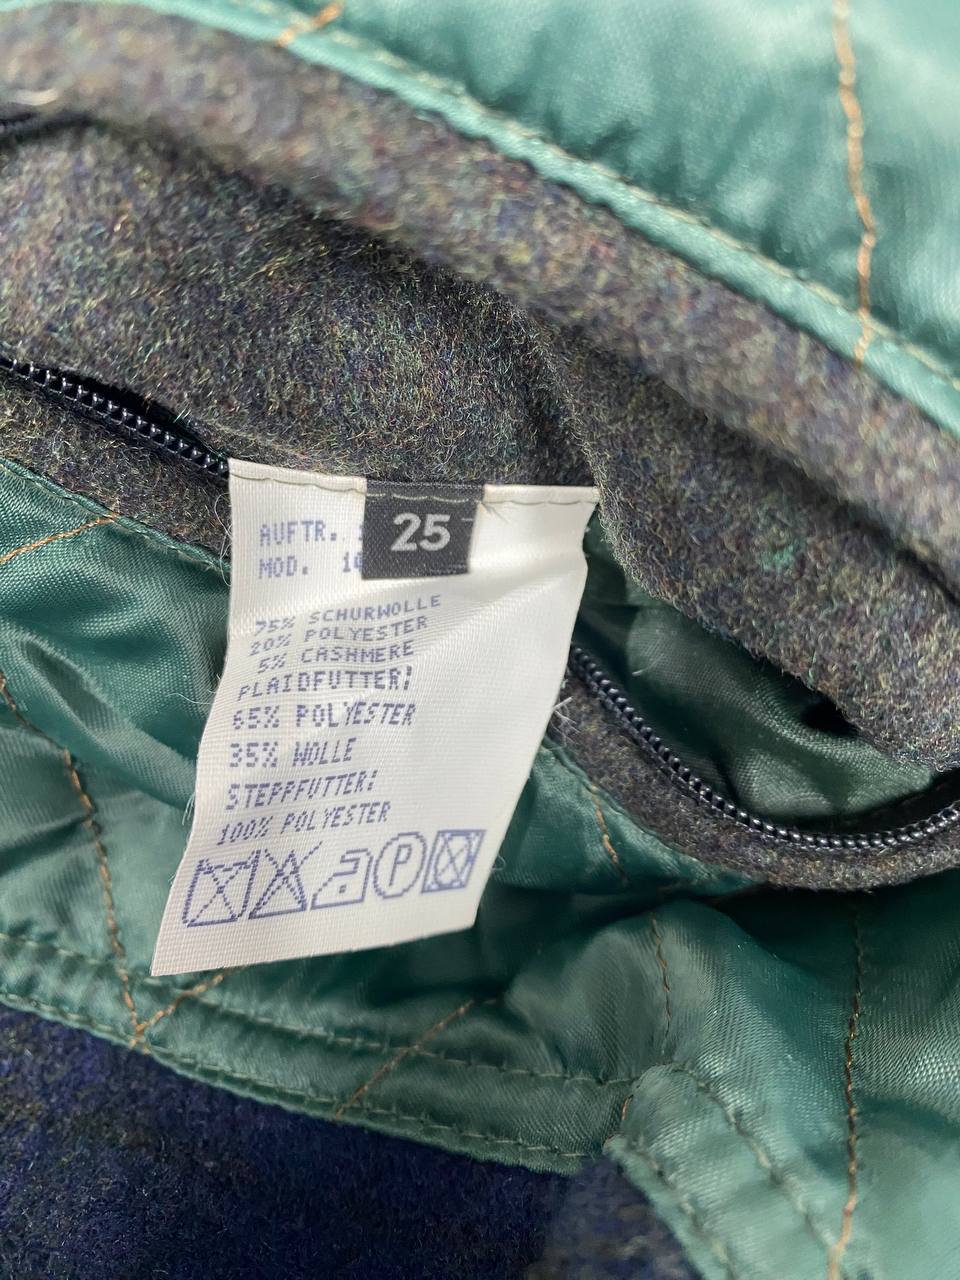 25
AUFTR.
MOD.
75% SCHURWOLLE
20% POLYESTER
5% CASHMERE
PLAIDFUTTER:
65% POLYESTER
35% WOLLE
STEPPFUTTER:
100% POLYESTER
P